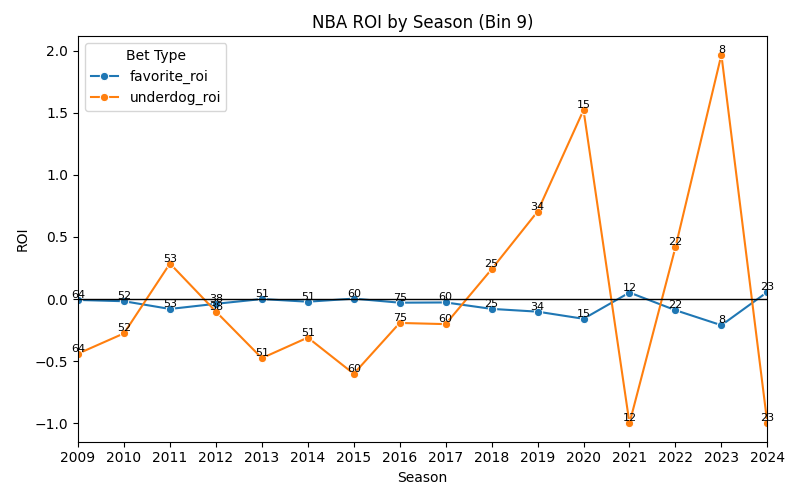 NBA ROI by Season (Bin 9)
Bet Type
favorite_roi
underdog_roi
ROI
2.0
1.5
1.0
0.5
0.0
−0.5
−1.0
64 52 53 38 51 51 60 75 60 25 34 15 12 22 8 23
64 52 53 38 51 51 60 75 60 25 34 15 12 22 8 23
2009 2010 2011 2012 2013 2014 2015 2016 2017 2018 2019 2020 2021 2022 2023 2024
Season